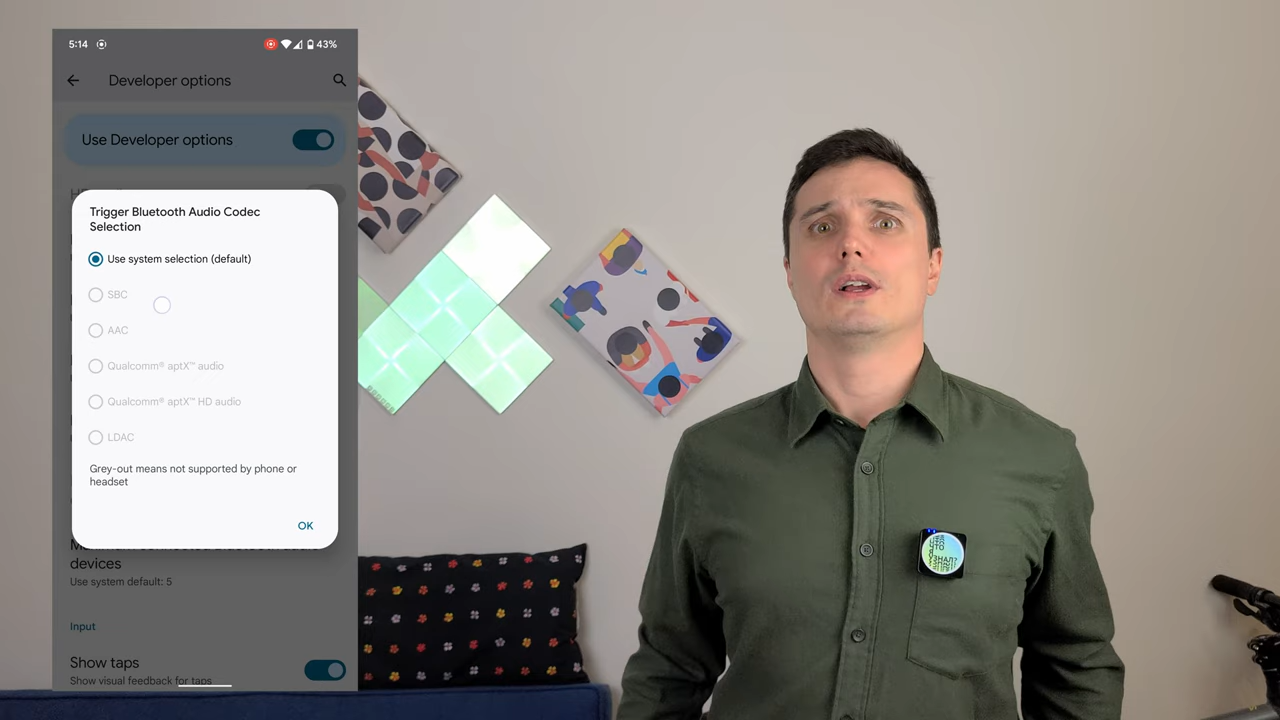 5:14
43%
Developer options
Use Developer options
Trigger Bluetooth Audio Codec
Selection
Use system selection (default)
SBC
AAC
Qualcomm® aptX™ audio
Qualcomm® aptX™ HD audio
LDAC
Grey-out means not supported by phone or
headset
OK
devices
Use system default: 5
Input
Show taps
Show visual feedback for taps
ТО
УЗНАЛ?